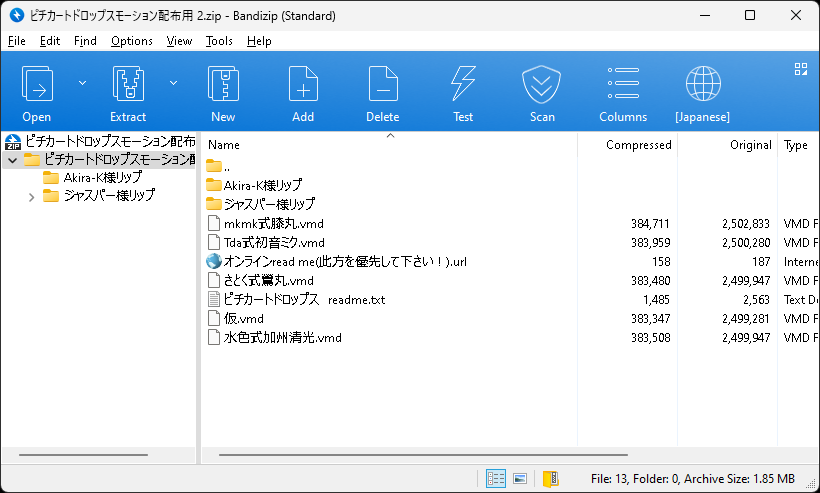 ピチカートドロップスモーション配布用 2.zip - Bandizip (Standard)
File Edit Find Options View Tools Help
Open Extract New Add Delete Test Scan Columns [Japanese]
ZIP ピチカートドロップスモーション配布
ピチカートドロップスモーション配
Akira-K様リップ
ジャスパー様リップ
Name Compressed Original Type
..
Akira-K様リップ
ジャスパー様リップ
mkmk式膝丸.vmd 384,711 2,502,833 VMD F
Tda式初音ミク.vmd 383,959 2,500,280 VMD F
オンラインread me(此方を優先して下さい！).url 158 187 Interne
さとく式鶯丸.vmd 383,480 2,499,947 VMD F
ピチカートドロップス　readme.txt 1,485 2,563 Text Do
仮.vmd 383,347 2,499,281 VMD F
水色式加州清光.vmd 383,508 2,499,947 VMD F
File: 13, Folder: 0, Archive Size: 1.85 MB